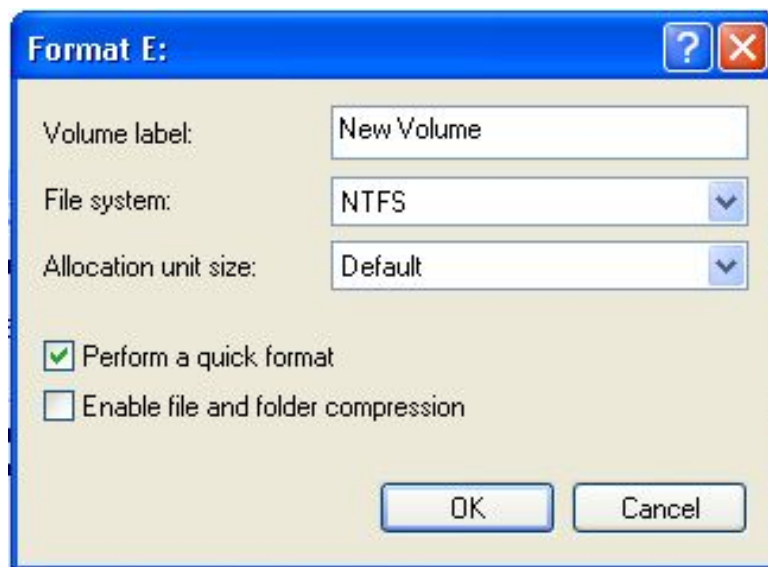 Format E:
Volume label: New Volume
File system: NTFS
Allocation unit size: Default
Perform a quick format
Enable file and folder compression
OK Cancel